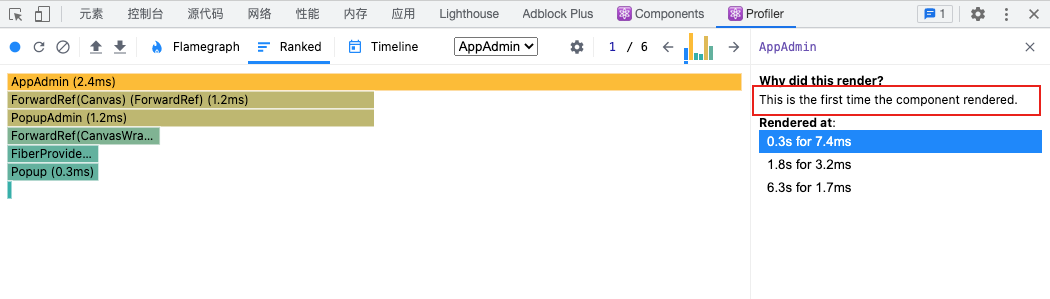 元素 控制台 源代码 网络 性能 内存 应用 Lighthouse Adblock Plus Components Profiler 1
Flamegraph Ranked Timeline AppAdmin 1 / 6 AppAdmin
AppAdmin (2.4ms)
ForwardRef(Canvas) (ForwardRef) (1.2ms)
PopupAdmin (1.2ms)
ForwardRef(CanvasWra...
FiberProvide...
Popup (0.3ms)
Why did this render?
This is the first time the component rendered.
Rendered at:
0.3s for 7.4ms
1.8s for 3.2ms
6.3s for 1.7ms